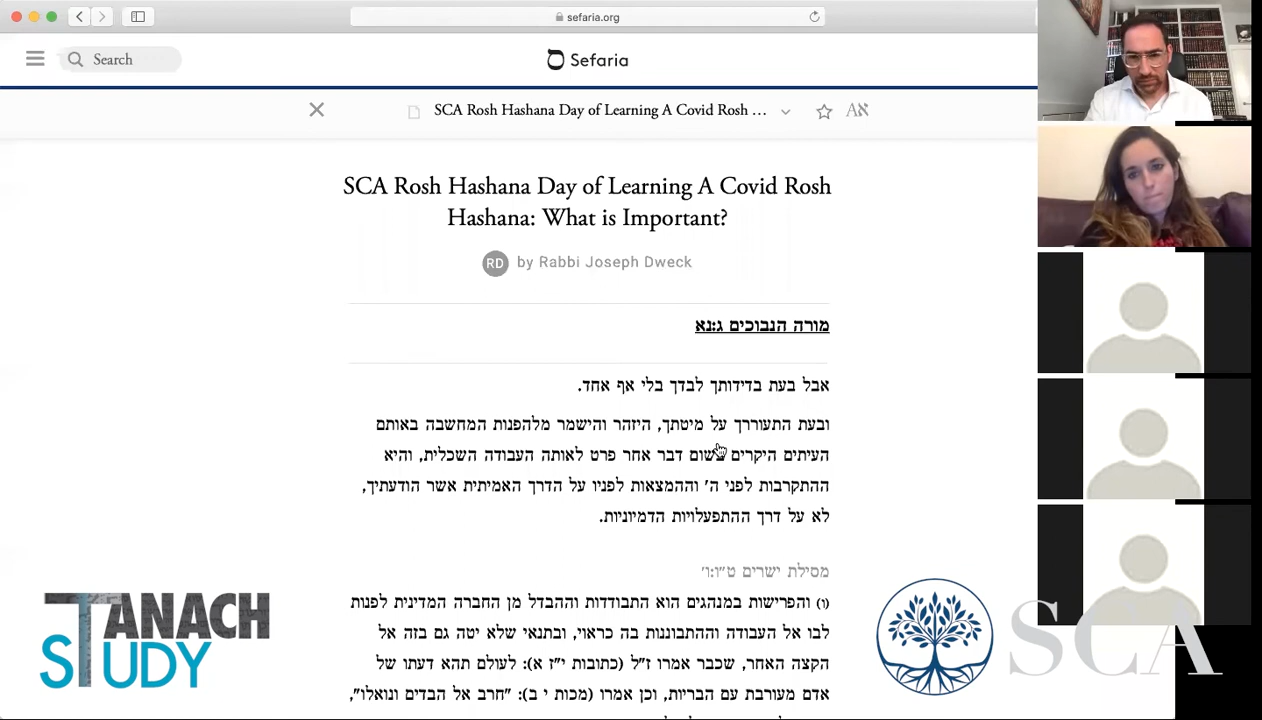 sefaria.org
Search
Sefaria
SCA Rosh Hashana Day of Learning A Covid Rosh …
Aא
SCA Rosh Hashana Day of Learning A Covid Rosh
Hashana: What is Important?
RD by Rabbi Joseph Dweck
מורה הנבוכים ג:נא
אבל בעת בדידותך לבדך בלי אף אחד.
ובעת התעוררך על מיטתך, היזהר והישמר מלהפנות המחשבה באותם
העיתים היקרים בשום דבר אחר פרט לאותה העבודה השכלית, והיא
ההתקרבות לפני ה' וההמצאות לפניו על הדרך האמיתית אשר הודעתיך,
לא על דרך ההתפעלויות הדמיוניות.
מסילת ישרים ט״ו:ו׳
(ו) והפרישות במנהגים הוא התבודדות וההבדל מן החברה המדינית לפנות
לבו אל העבודה וההתבוננות בה כראוי, ובתנאי שלא יטה גם בזה אל
הקצה האחר, שכבר אמרו ז"ל (כתובות י"ז א): לעולם תהא דעתו של
אדם מעורבת עם הבריות, וכן אמרו (מכות י ב): "חרב אל הבדים ונואלו",
TANACH
STUDY
SCA